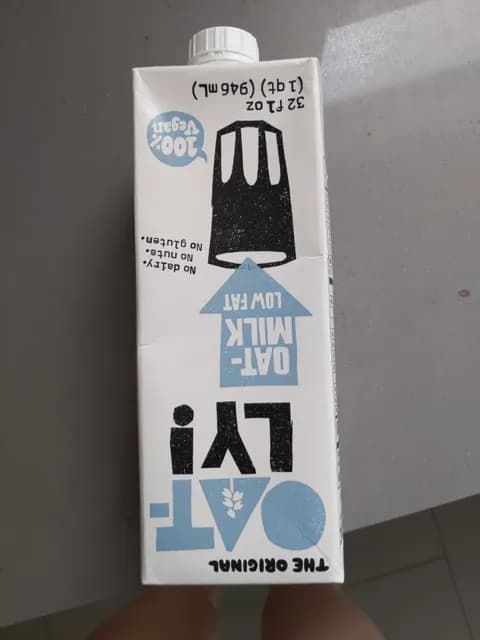 THE ORIGINAL
OAT-
LY!
OAT-
MILK
LOW FAT
No dairy.
No nuts.
No gluten.
100%
Vegan
32 fl oz
(1 qt) (946mL)